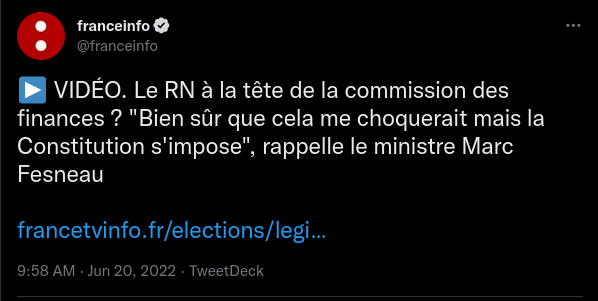 franceinfo
@franceinfo
▶️ VIDÉO. Le RN à la tête de la commission des
finances ? "Bien sûr que cela me choquerait mais la
Constitution s'impose", rappelle le ministre Marc
Fesneau
francetvinfo.fr/elections/legi...
9:58 AM · Jun 20, 2022 · TweetDeck